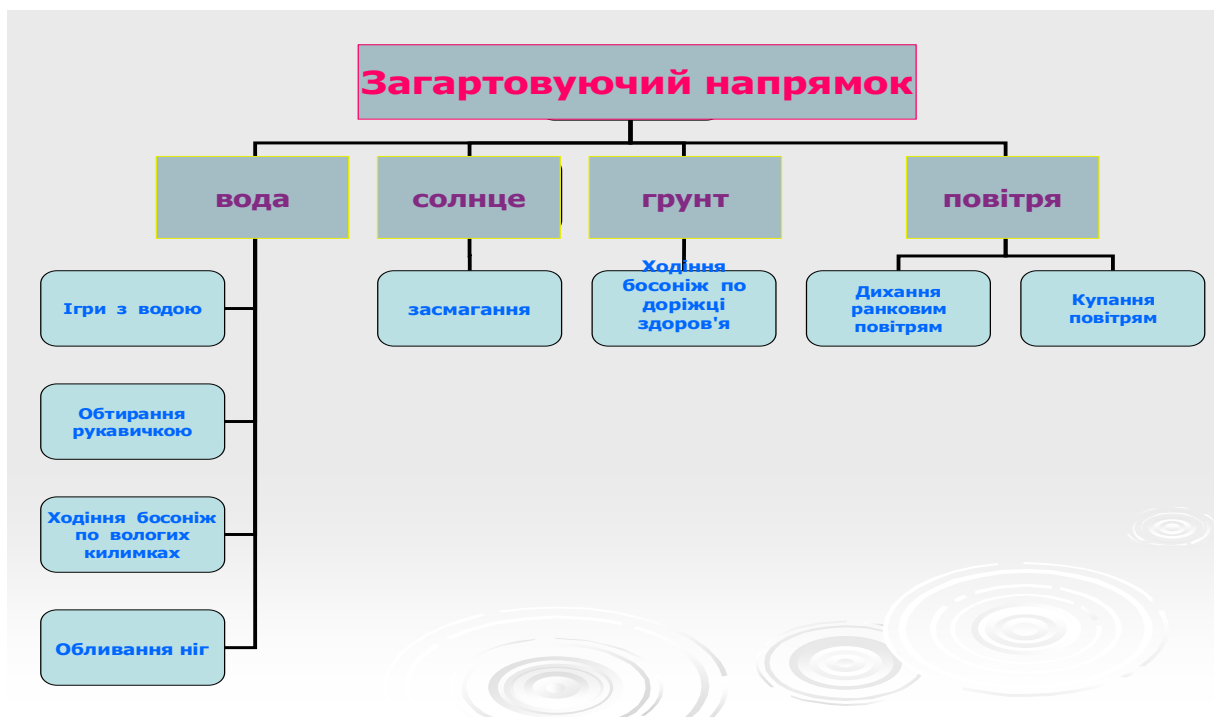 Загартовуючий напрямок
вода
солнце
грунт
повітря
Ігри з водою
засмагання
Ходіння
босоніж по
доріжці
здоров'я
Дихання
ранковим
повітрям
Купання
повітрям
Обтирання
рукавичкою
Ходіння босоніж
по вологих
килимках
Обливання ніг